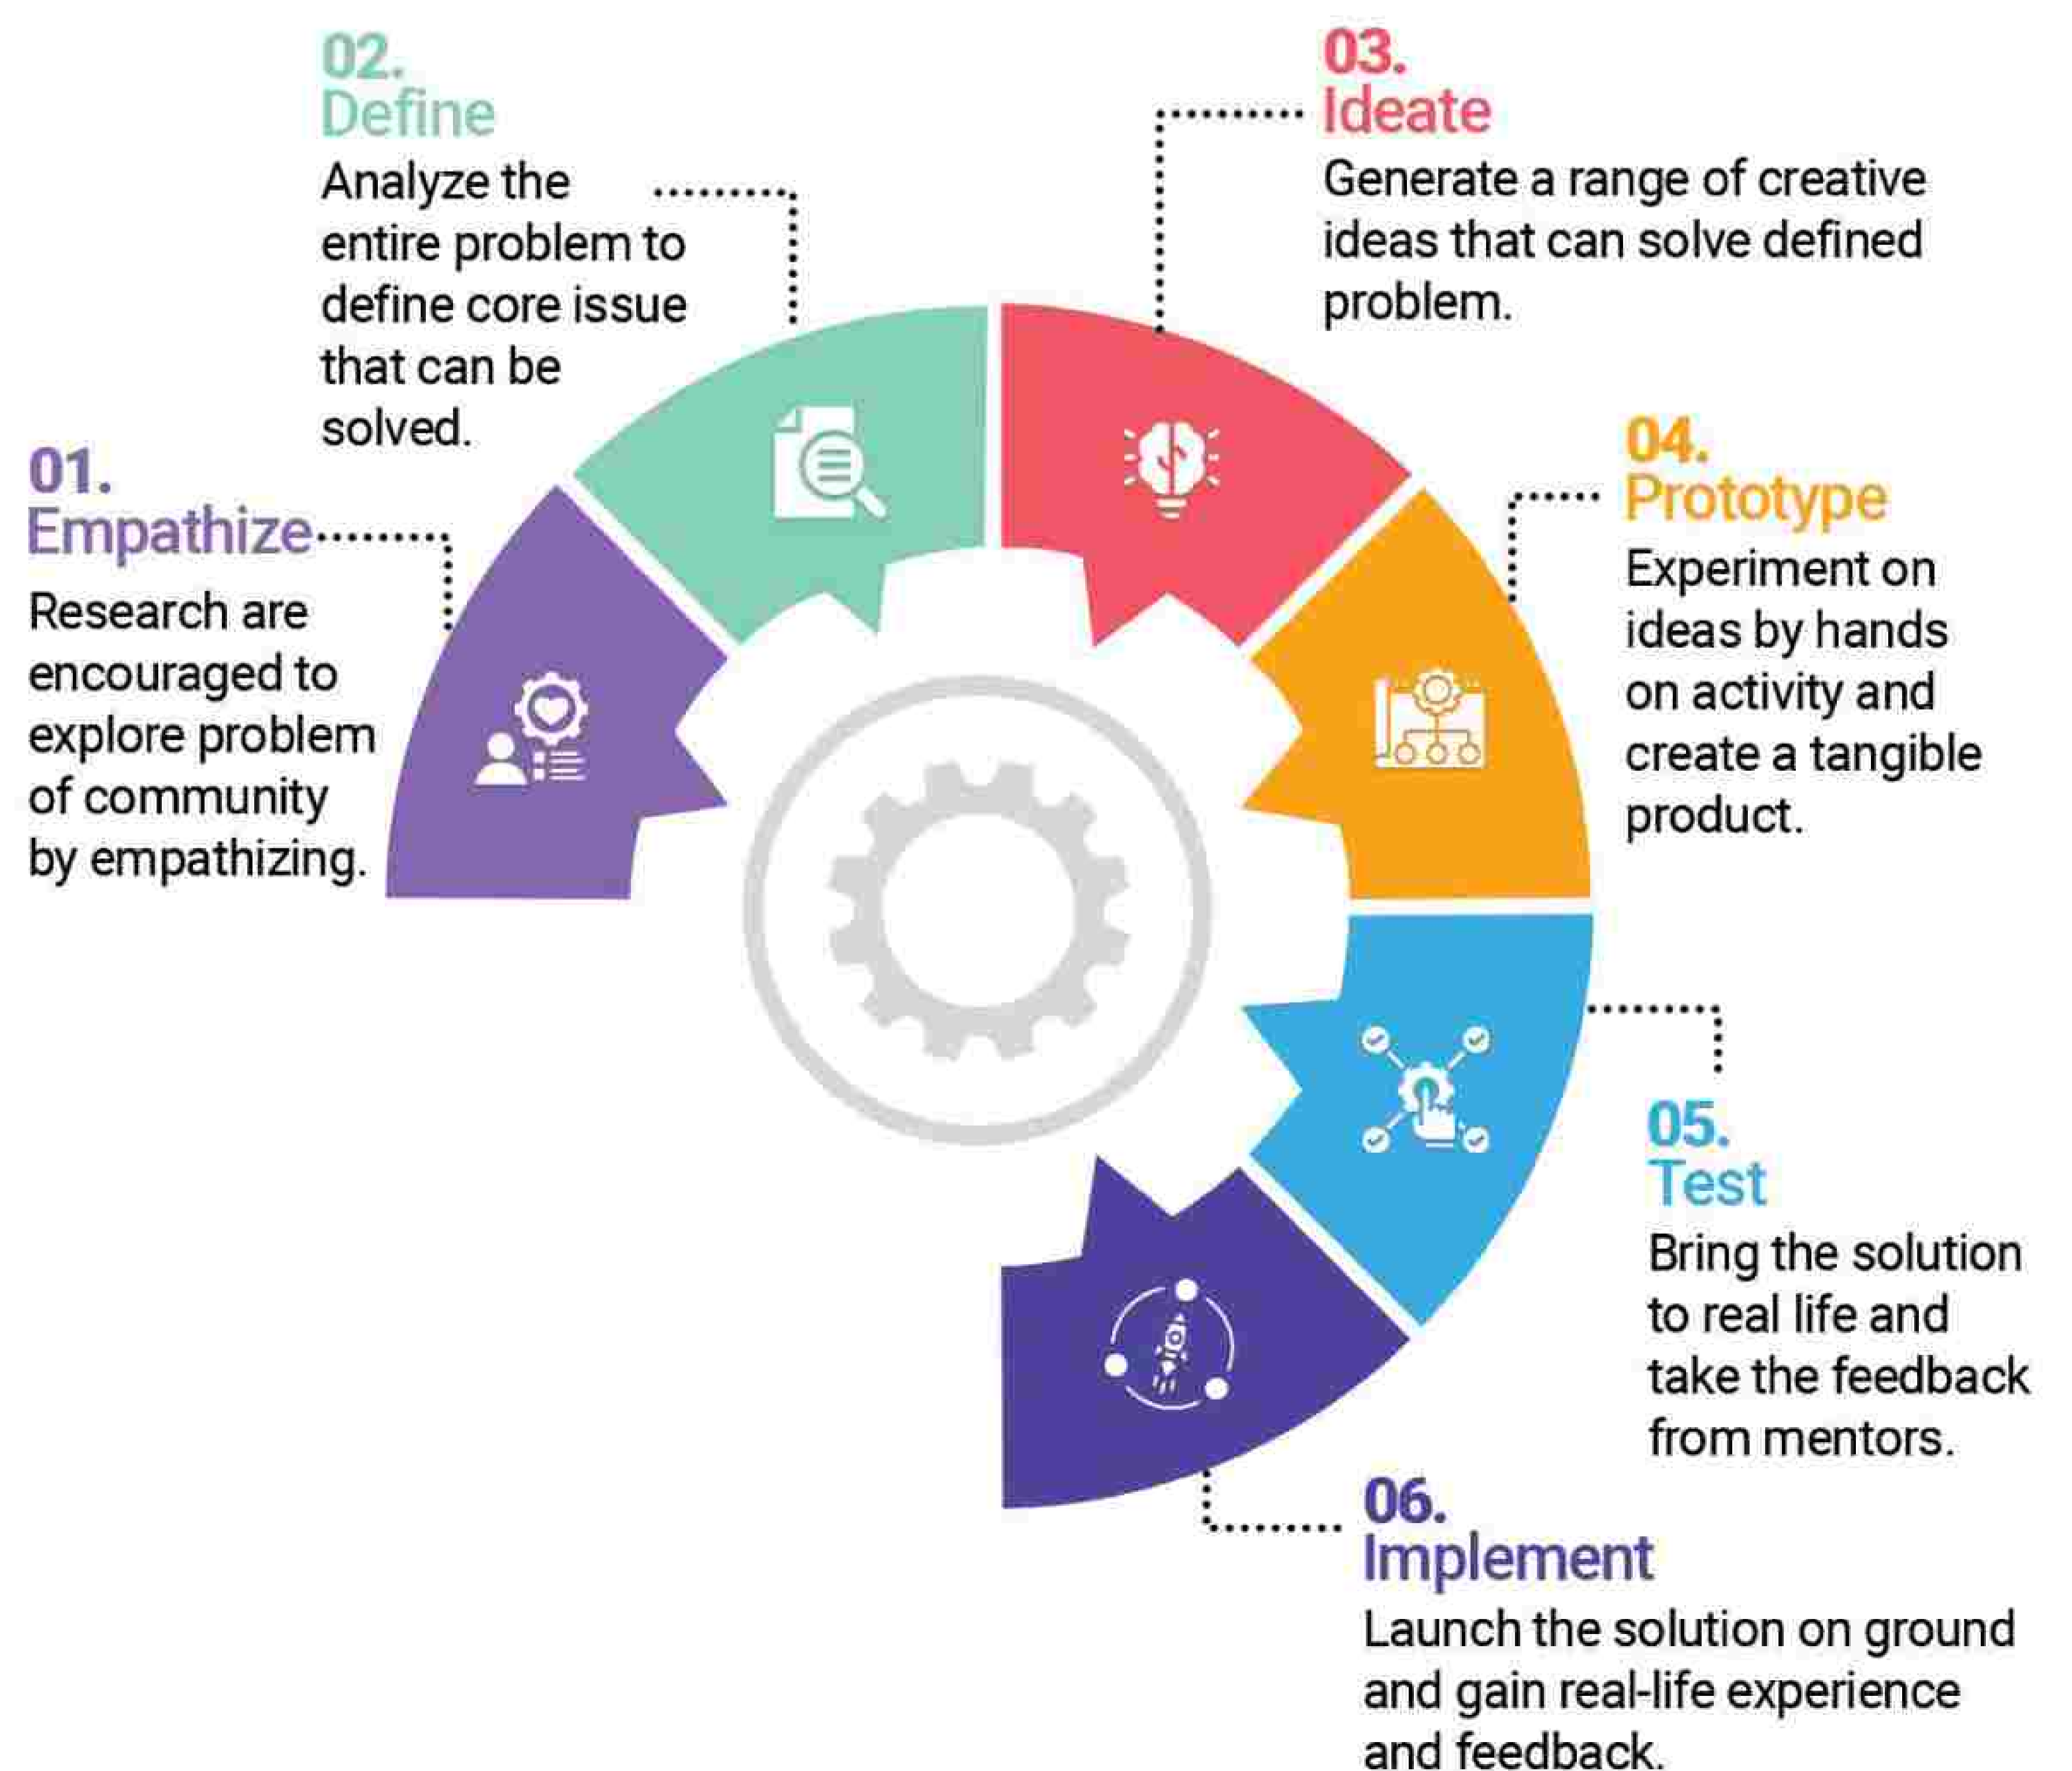 01.
Empathize
Research are
encouraged to
explore problem
of community
by empathizing.
02.
Define
Analyze the
entire problem to
define core issue
that can be
solved.
03.
Ideate
Generate a range of creative
ideas that can solve defined
problem.
04.
Prototype
Experiment on
ideas by hands
on activity and
create a tangible
product.
05.
Test
Bring the solution
to real life and
take the feedback
from mentors.
06.
Implement
Launch the solution on ground
and gain real-life experience
and feedback.